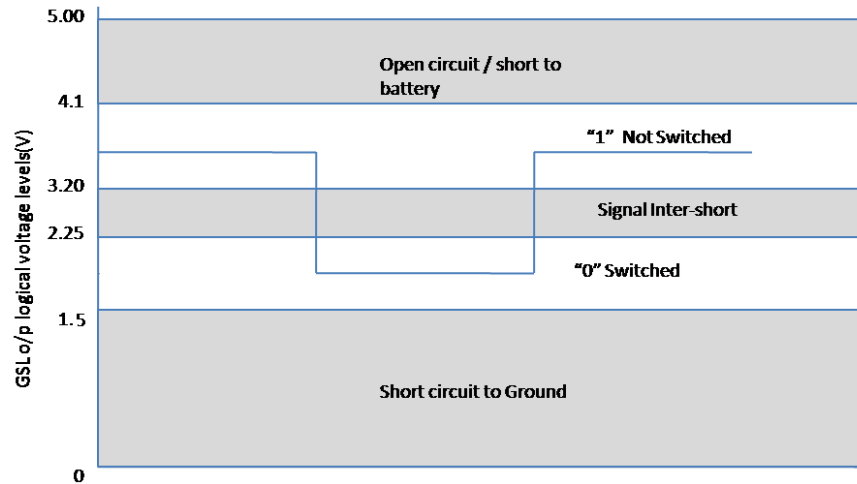 5.00
Open circuit / short to
battery
4.1
“1” Not Switched
3.20
Signal Inter-short
2.25
“0” Switched
1.5
Short circuit to Ground
0
GSL o/p logical voltage levels(V)